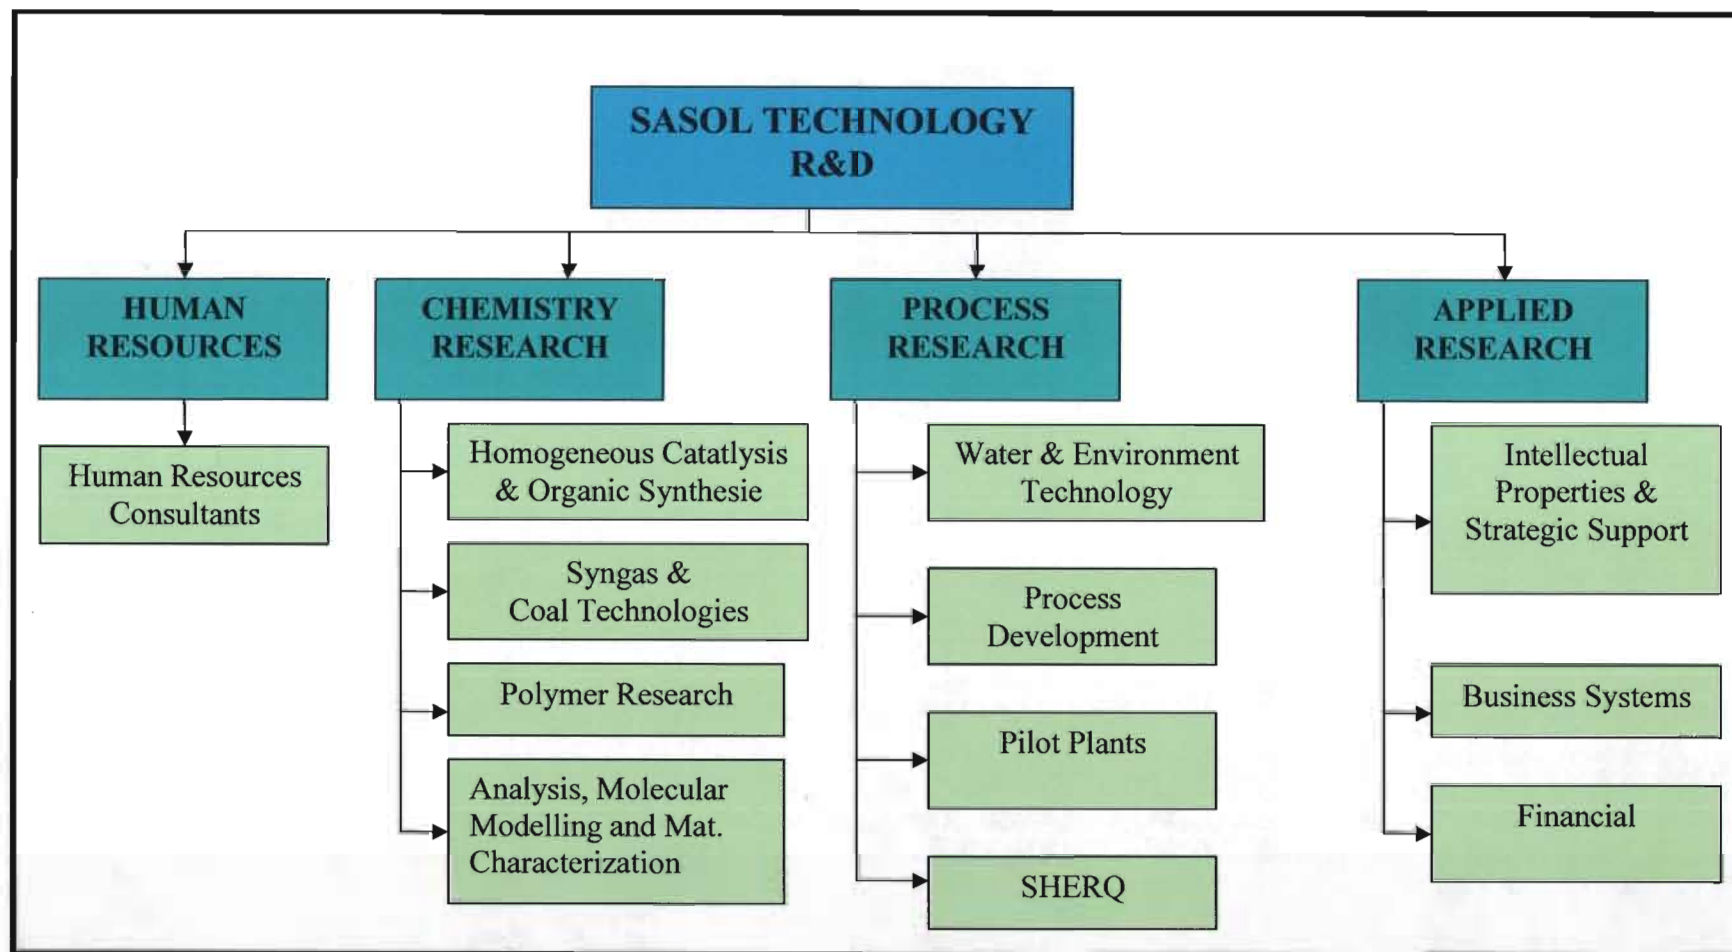 SASOL TECHNOLOGY
R&D
HUMAN
RESOURCES
CHEMISTRY
RESEARCH
PROCESS
RESEARCH
APPLIED
RESEARCH
Human Resources
Consultants
Homogeneous Catatlysis
& Organic Synthesie
Syngas &
Coal Technologies
Polymer Research
Analysis, Molecular
Modelling and Mat.
Characterization
Water & Environment
Technology
Process
Development
Pilot Plants
SHERQ
Intellectual
Properties &
Strategic Support
Business Systems
Financial